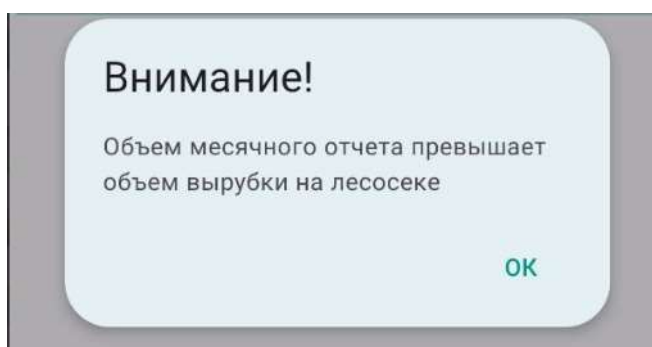 Внимание!
Объем месячного отчета превышает
объем вырубки на лесосеке
ОК